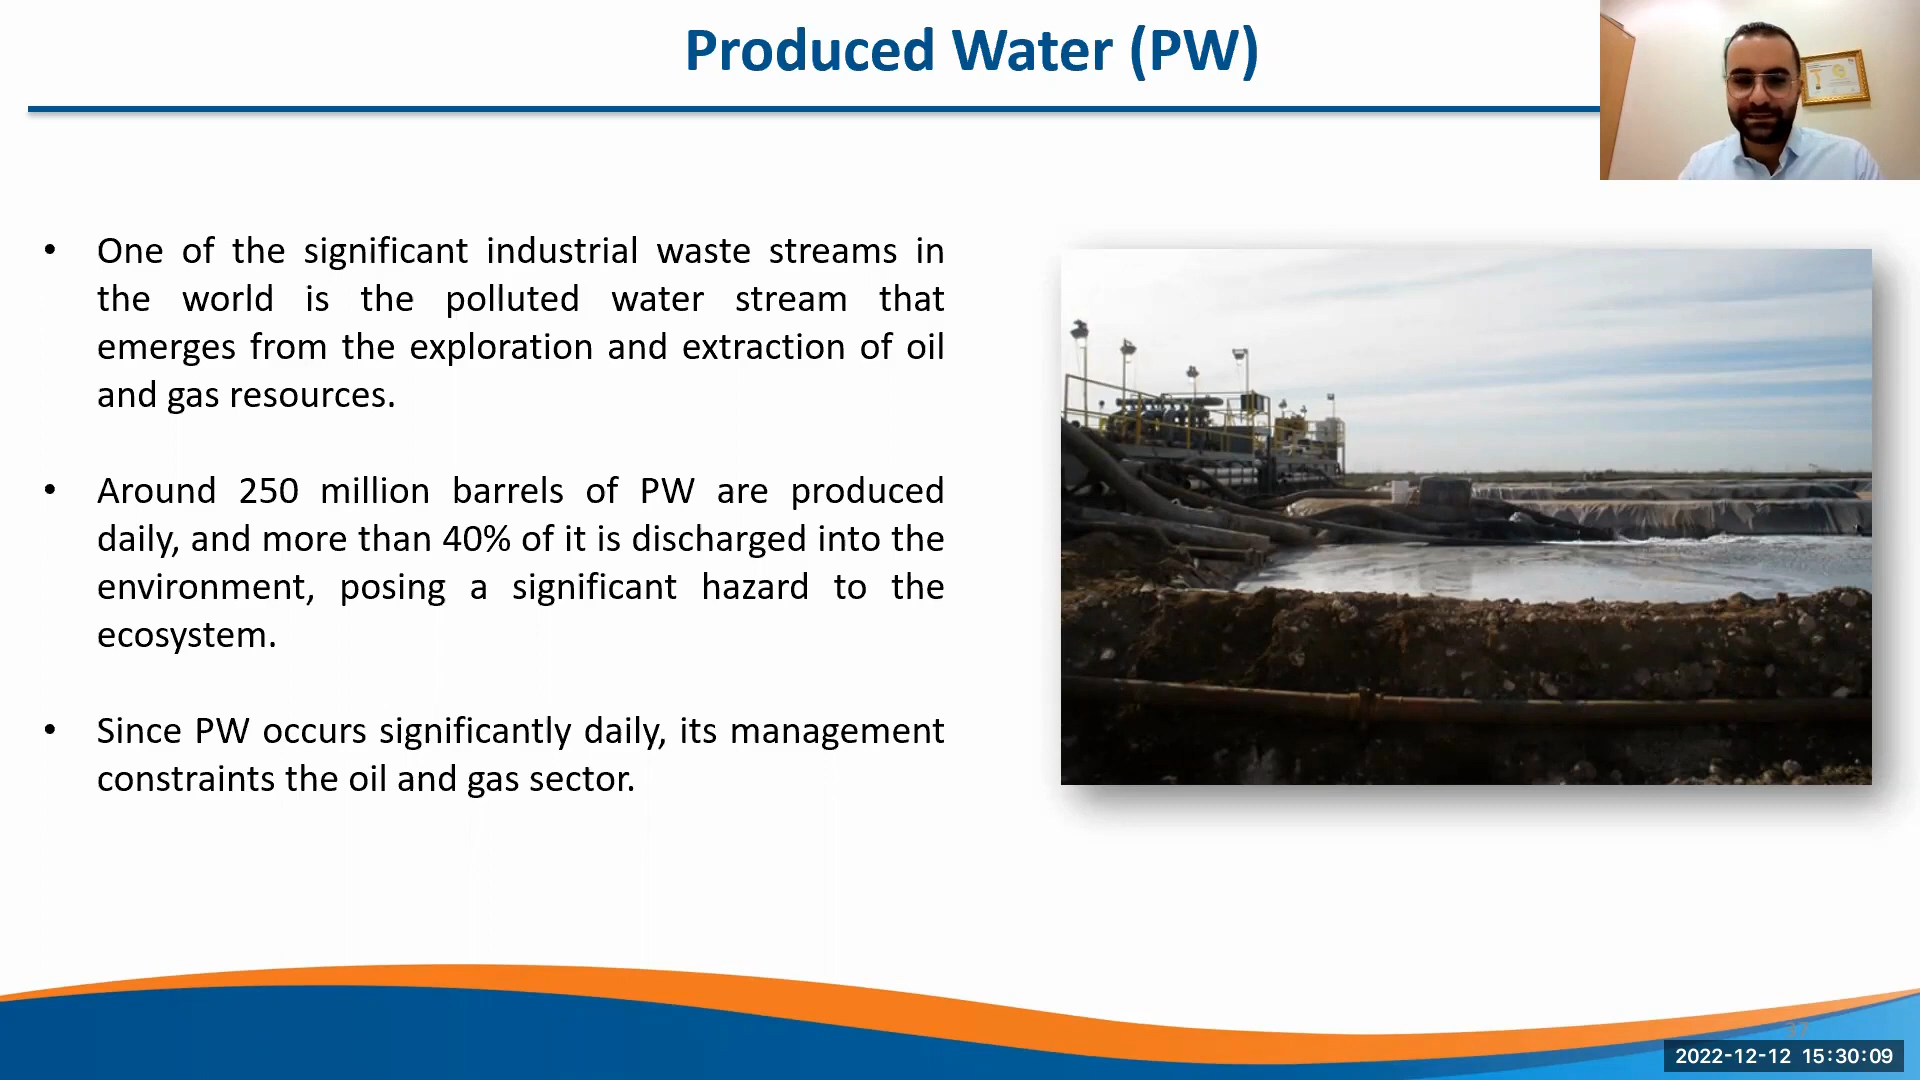 Produced Water (PW)
• One of the significant industrial waste streams in
the world is the polluted water stream that
emerges from the exploration and extraction of oil
and gas resources.
• Around 250 million barrels of PW are produced
daily, and more than 40% of it is discharged into the
environment, posing a significant hazard to the
ecosystem.
• Since PW occurs significantly daily, its management
constraints the oil and gas sector.
37
2022-12-12 15:30:09